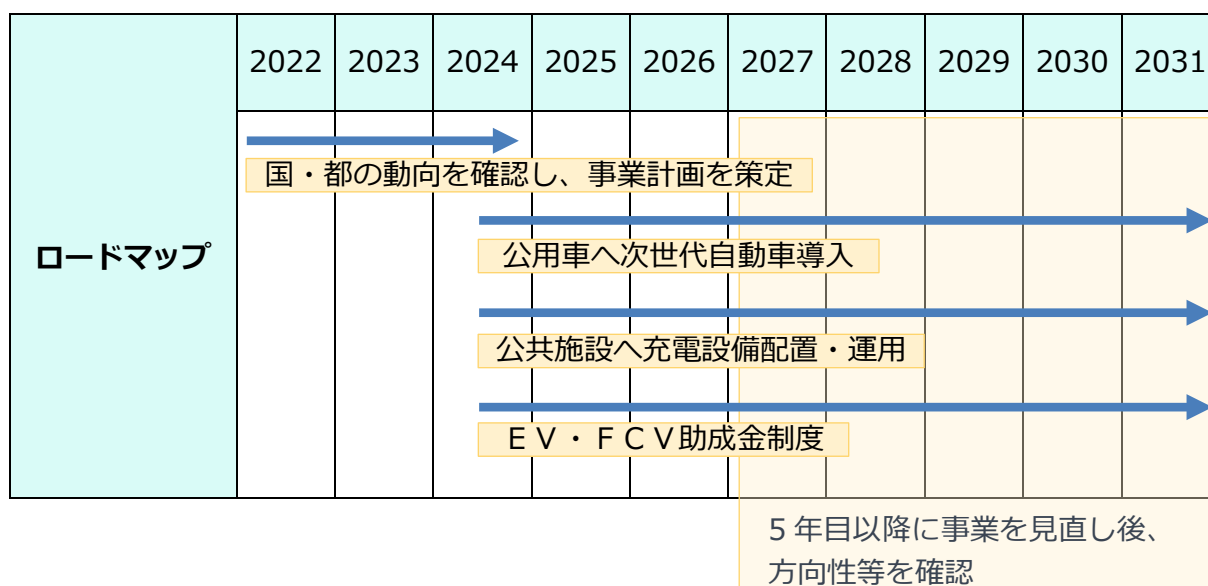 2022 2023 2024 2025 2026 2027 2028 2029 2030 2031
ロードマップ
国・都の動向を確認し、事業計画を策定
公用車へ次世代自動車導入
公共施設へ充電設備配置・運用
ＥＶ・ＦＣＶ助成金制度
５年目以降に事業を見直し後、
方向性等を確認